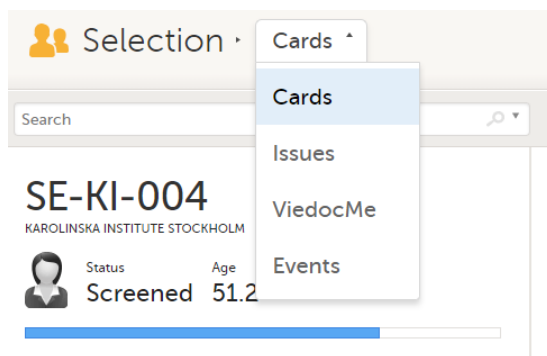 Selection Cards
Cards
Search
Issues
SE-KI-004
ViedocMe
KAROLINSKA INSTITUTE STOCKHOLM
Status Age
Events
Screened 51.2